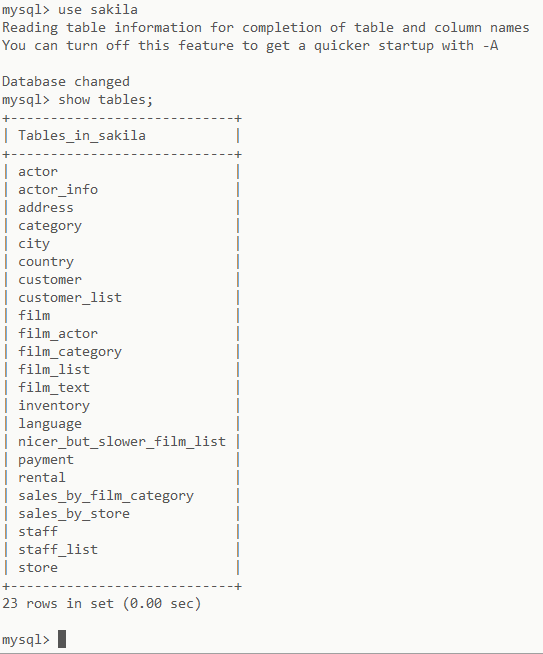 mysql> use sakila
Reading table information for completion of table and column names
You can turn off this feature to get a quicker startup with -A

Database changed
mysql> show tables;
+----------------------------+
| Tables_in_sakila           |
+----------------------------+
| actor                      |
| actor_info                 |
| address                    |
| category                   |
| city                       |
| country                    |
| customer                   |
| customer_list              |
| film                       |
| film_actor                 |
| film_category              |
| film_list                  |
| film_text                  |
| inventory                  |
| language                   |
| nicer_but_slower_film_list |
| payment                    |
| rental                     |
| sales_by_film_category     |
| sales_by_store             |
| staff                      |
| staff_list                 |
| store                      |
+----------------------------+
23 rows in set (0.00 sec)

mysql>